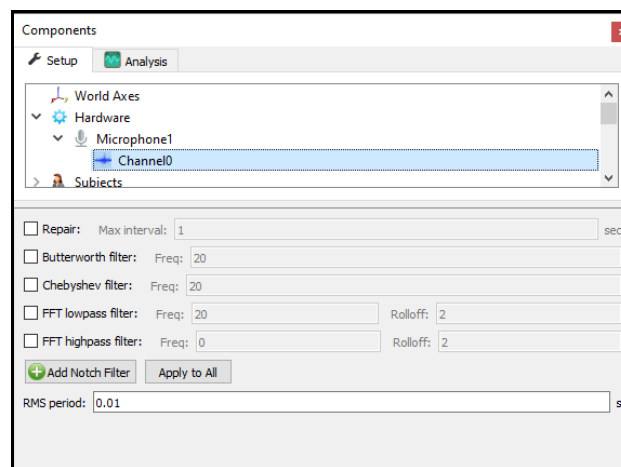 Components
Setup Analysis
World Axes
Hardware
Microphone1
Channel0
Subjects
Repair: Max interval: 1 sec
Butterworth filter: Freq: 20
Chebyshev filter: Freq: 20
FFT lowpass filter: Freq: 20 Rolloff: 2
FFT highpass filter: Freq: 0 Rolloff: 2
Add Notch Filter Apply to All
RMS period: 0.01 s